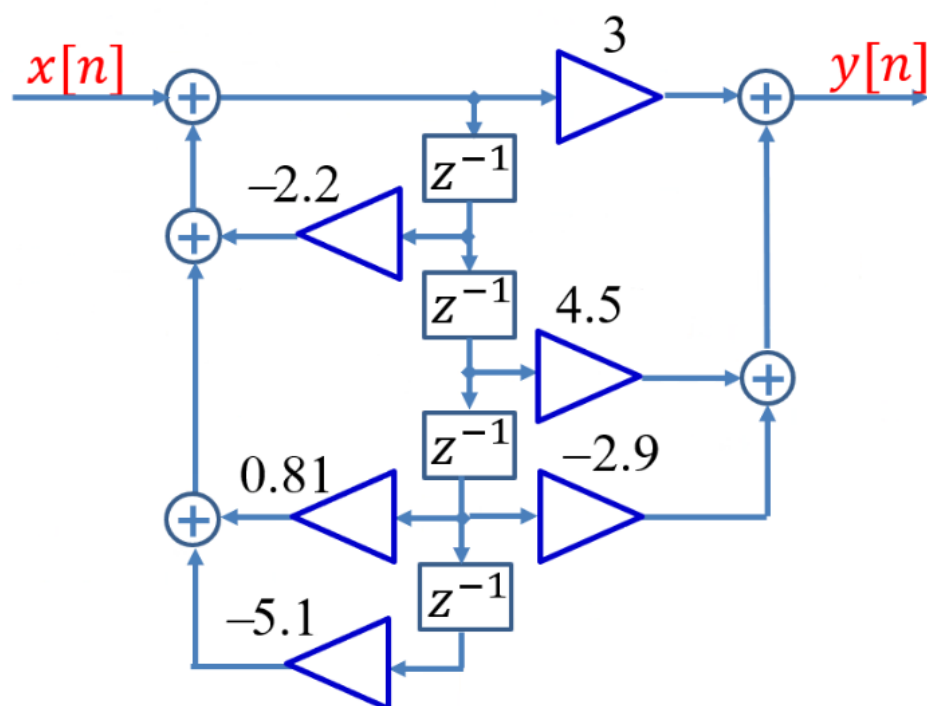 3
x[n]
y[n]
z⁻¹
–2.2
z⁻¹
4.5
z⁻¹
0.81
–2.9
z⁻¹
–5.1